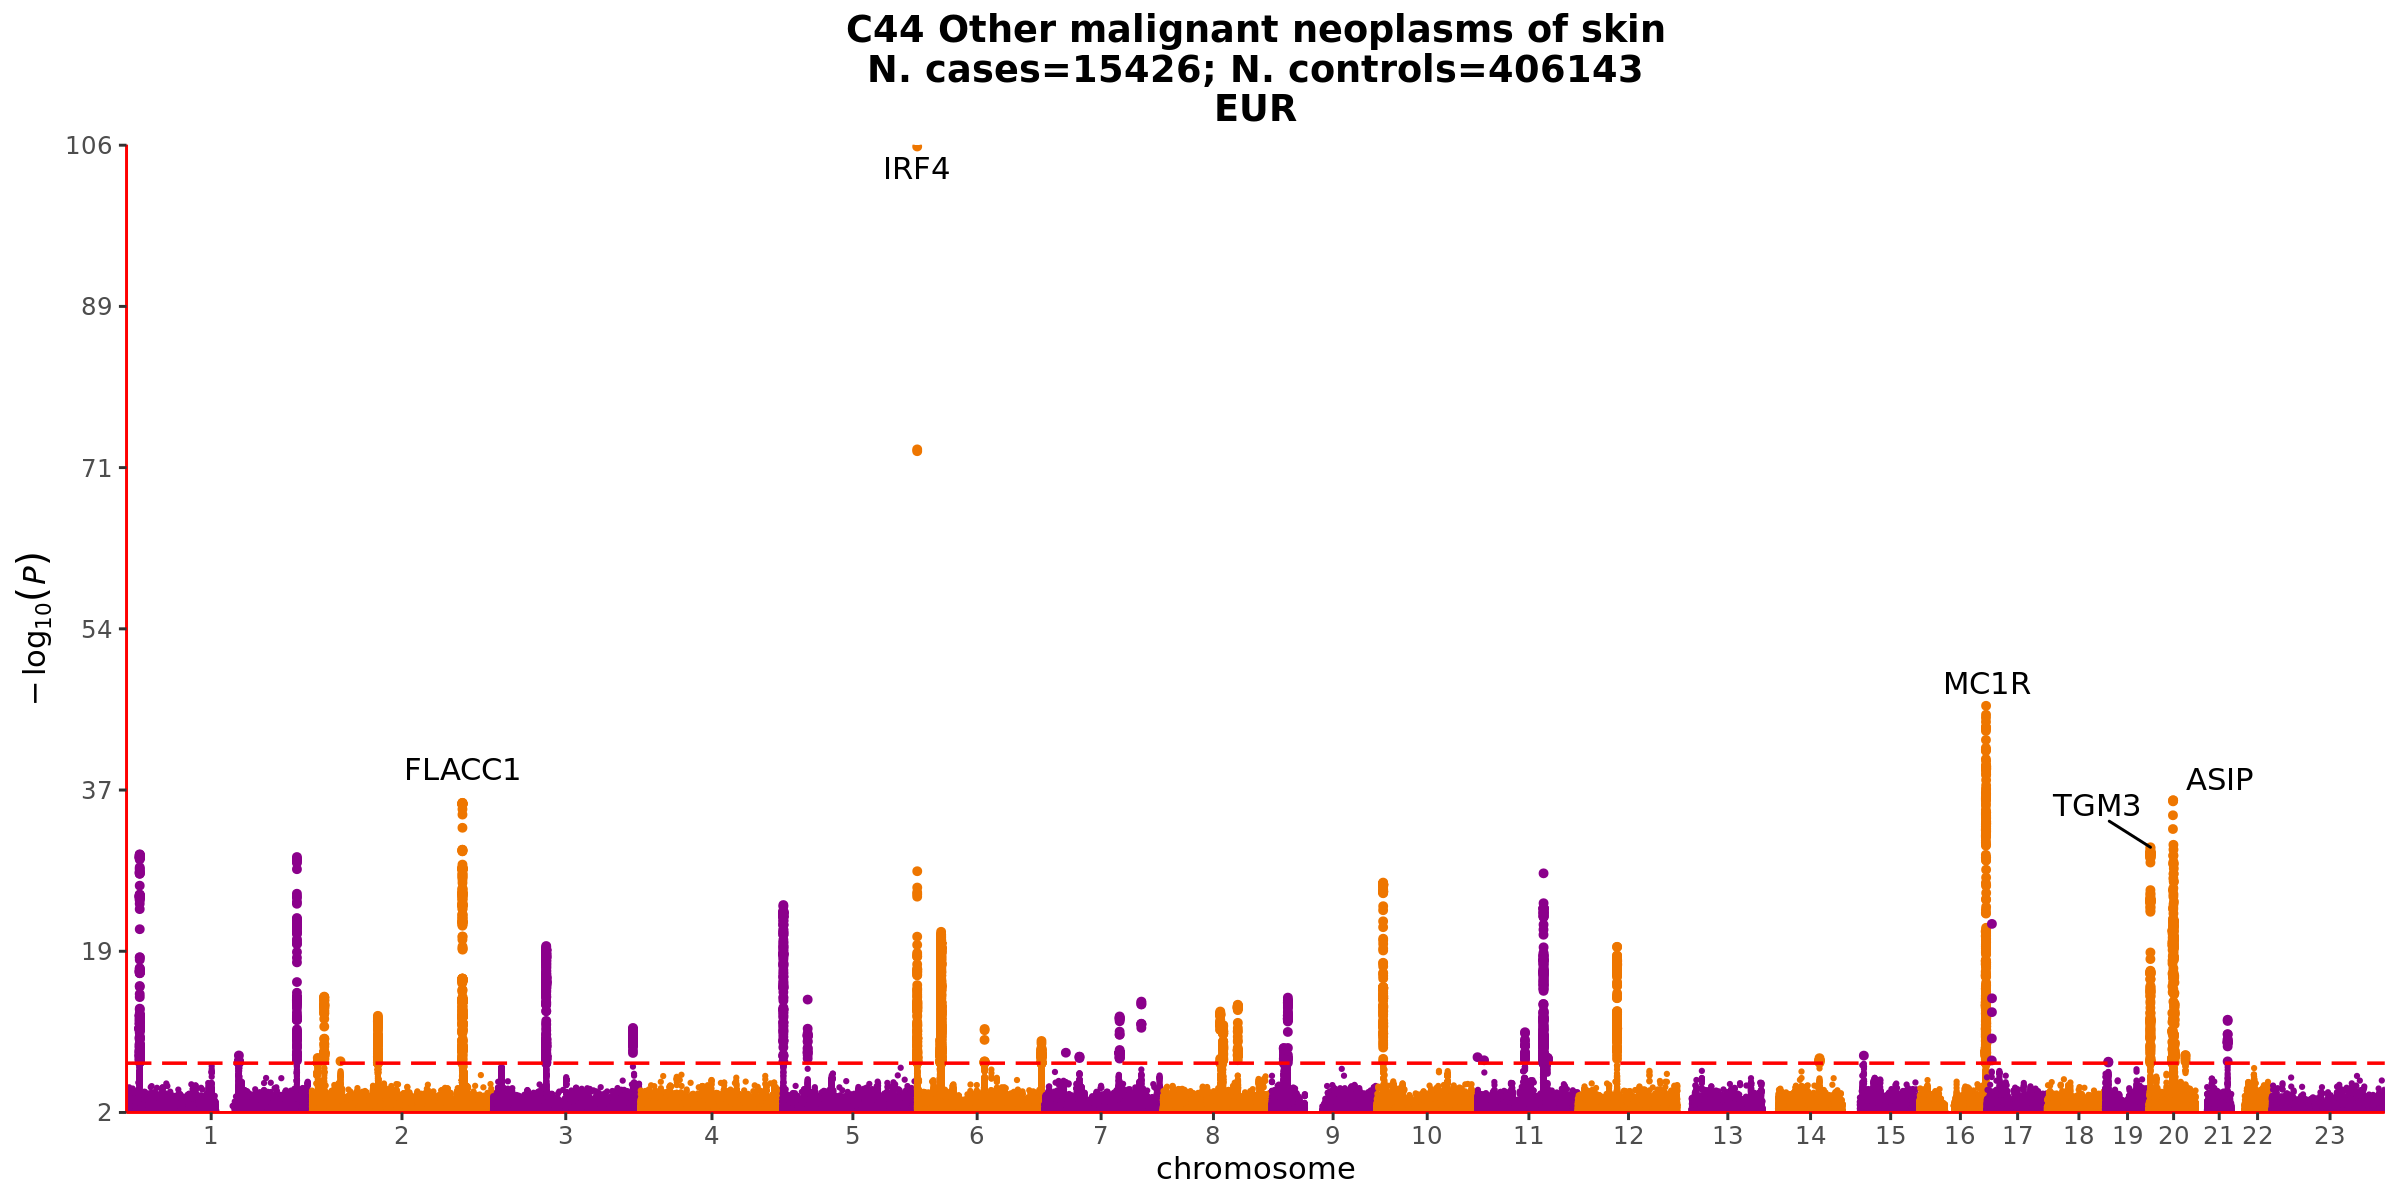 C44 Other malignant neoplasms of skin
N. cases=15426; N. controls=406143
EUR
106
89
71
54
37
19
2
−log10(P)
IRF4
MC1R
FLACC1
ASIP
TGM3
1 2 3 4 5 6 7 8 9 10 11 12 13 14 15 16 17 18 19 20 21 22 23
chromosome